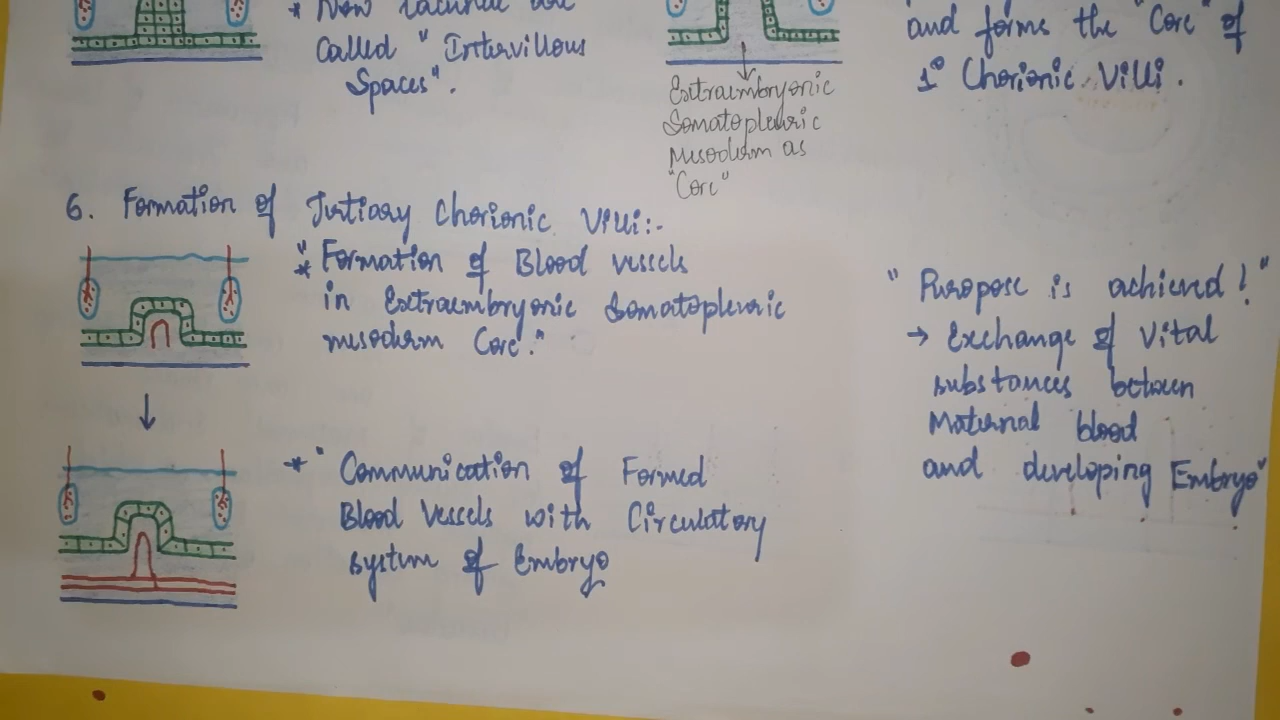 * Now lacunae are
Called "Intervillous
Spaces".
Extraembryonic
Somatopleuric
Mesoderm as
"Core"
and forms the "Core" of
1° Chorionic Villi.
6. Formation of Tertiary Chorionic Villi:-
* "Formation of Blood vessels
in Extraembryonic Somatopleuric
mesoderm Core."
* "Communication of Formed
Blood Vessels with Circulatory
system of Embryo
"Purpose is achieved!"
→ Exchange of Vital
substances between
Maternal blood
and developing Embryo"